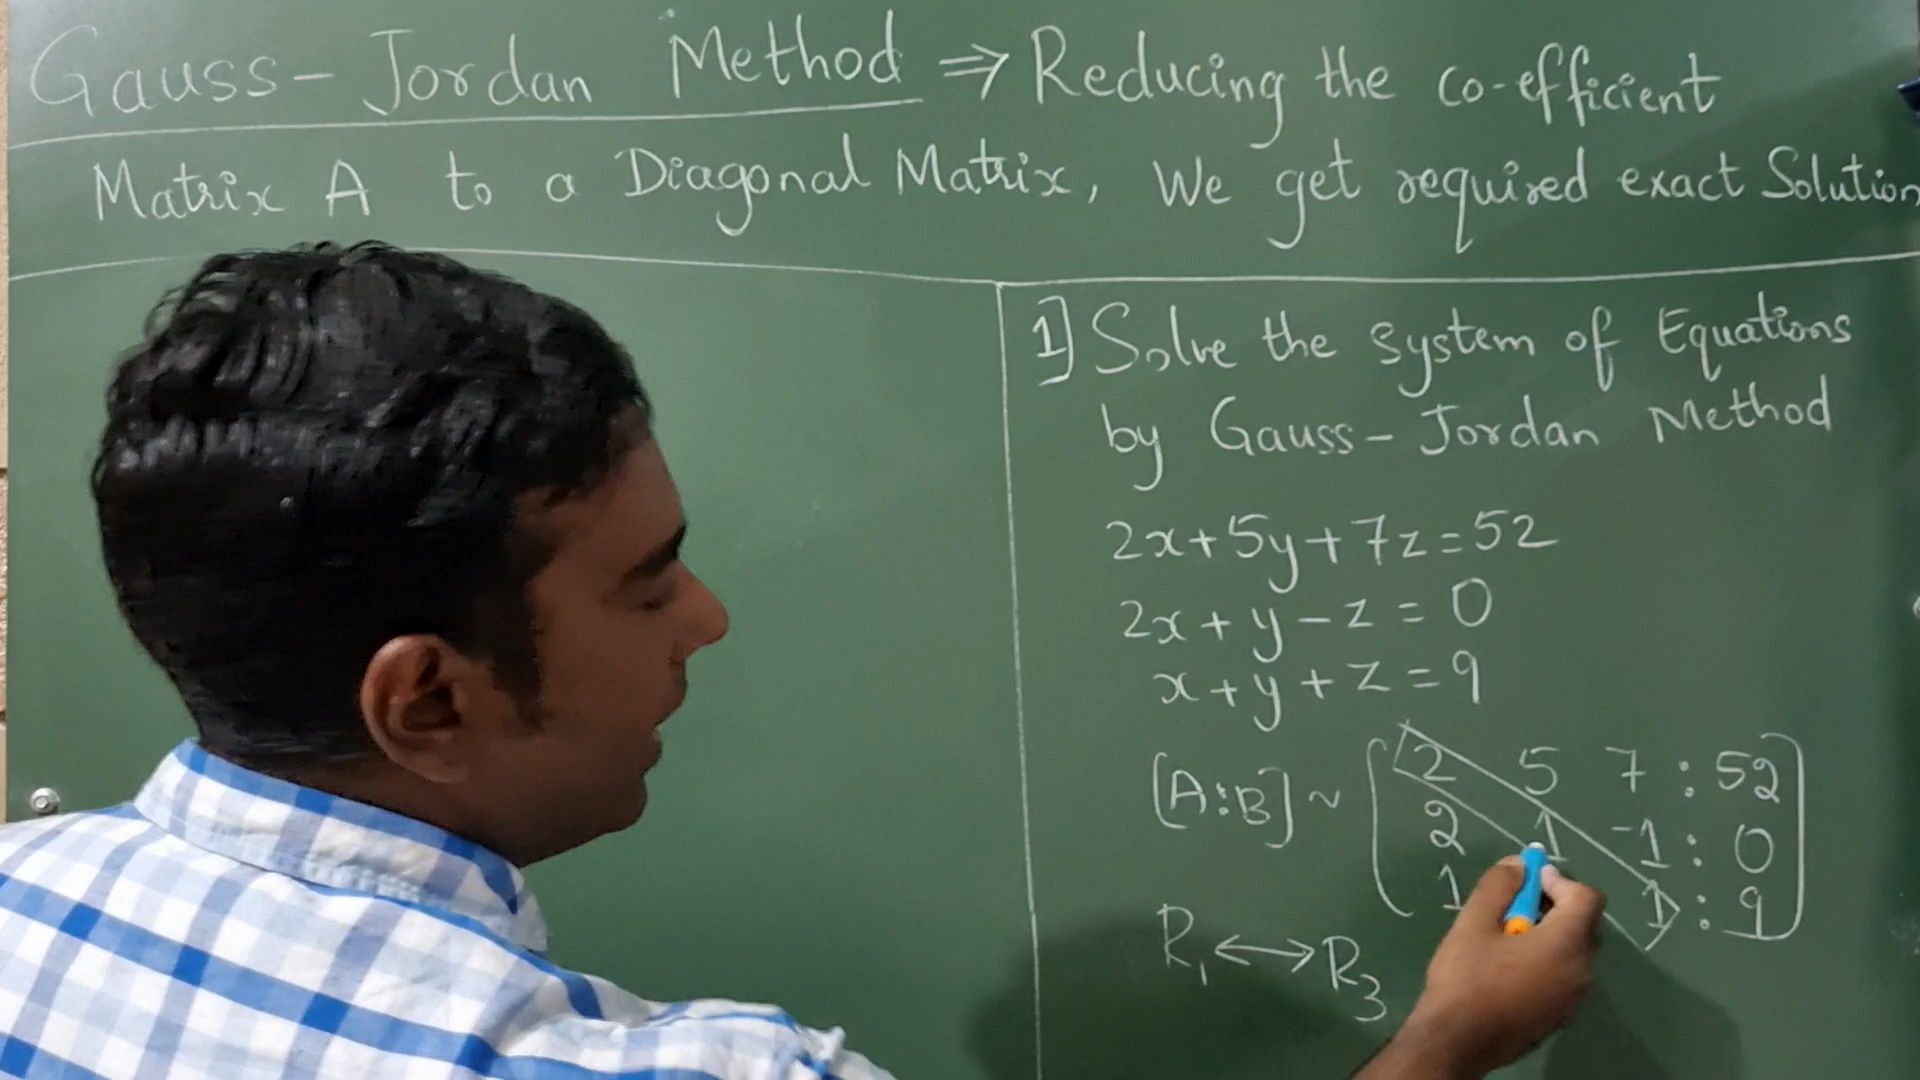 Gauss-Jordan Method ⇒ Reducing the co-efficient
Matrix A to a Diagonal Matrix, We get required exact Solution
1] Solve the system of Equations
by Gauss-Jordan Method
2x+5y+7z=52
2x+y-z=0
x+y+z=9
[A:B] ~ [2 5 7 : 52
2 1 -1 : 0
1 1 : 9]
R₁ ↔ R₃